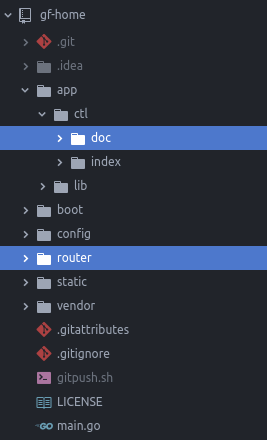 gf-home
.git
.idea
app
ctl
doc
index
lib
boot
config
router
static
vendor
.gitattributes
.gitignore
gitpush.sh
LICENSE
main.go